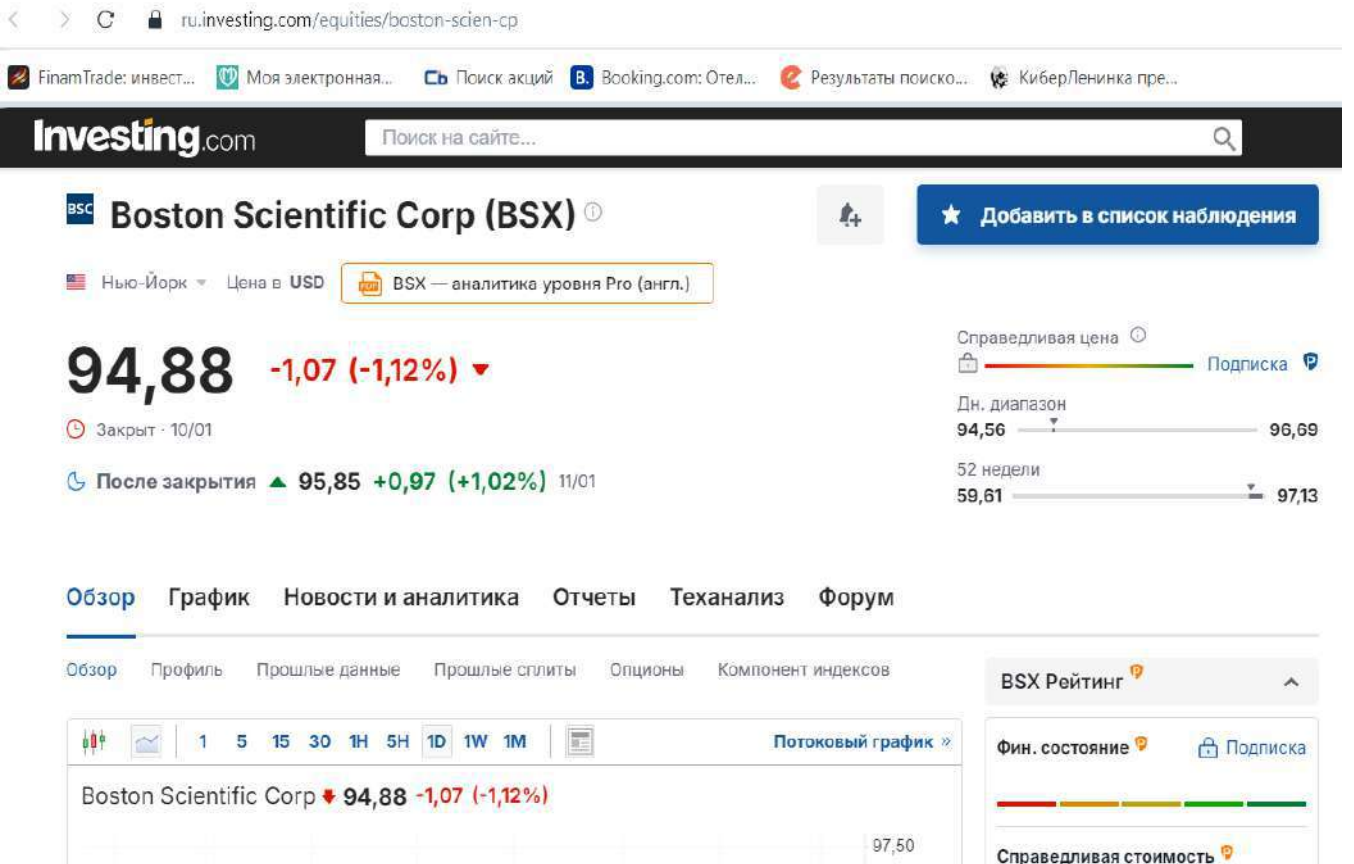 ru.investing.com/equities/boston-scien-cp
FinamTrade: инвест... Моя электронная... Cb Поиск акций B. Booking.com: Отел... Результаты поиско... КиберЛенинка пре...
Investing.com Поиск на сайте...
BSC Boston Scientific Corp (BSX) Добавить в список наблюдения
Нью-Йорк Цена в USD PDF BSX — аналитика уровня Pro (англ.)
Справедливая цена
94,88 -1,07 (-1,12%) Подписка
Дн. диапазон
Закрыт · 10/01 94,56 96,69
52 недели
После закрытия 95,85 +0,97 (+1,02%) 11/01 59,61 97,13
Обзор График Новости и аналитика Отчеты Теханализ Форум
Обзор Профиль Прошлые данные Прошлые сплиты Опционы Компонент индексов BSX Рейтинг
1 5 15 30 1H 5H 1D 1W 1M Потоковый график » Фин. состояние Подписка
Boston Scientific Corp 94,88 -1,07 (-1,12%)
97,50
Справедливая стоимость